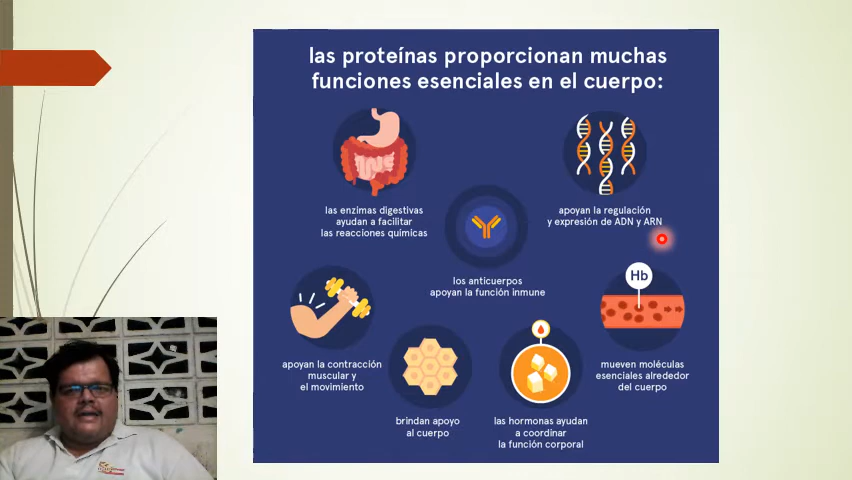 las proteínas proporcionan muchas
funciones esenciales en el cuerpo:
las enzimas digestivas
ayudan a facilitar
las reacciones químicas
apoyan la regulación
y expresión de ADN y ARN
los anticuerpos
apoyan la función inmune
Hb
apoyan la contracción
muscular y
el movimiento
mueven moléculas
esenciales alrededor
del cuerpo
brindan apoyo
al cuerpo
las hormonas ayudan
a coordinar
la función corporal